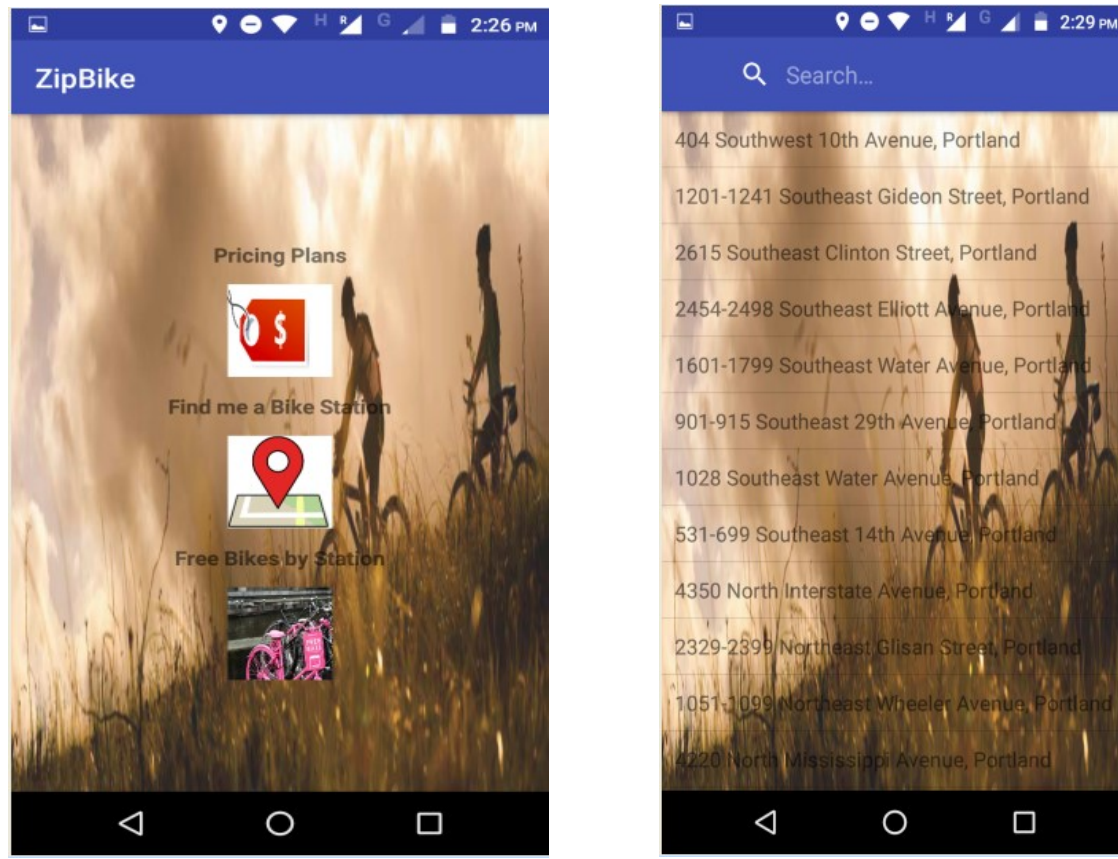 H R G 2:26 PM
ZipBike
Pricing Plans
$
Find me a Bike Station
Free Bikes by Station
H R G 2:29 PM
Search...
404 Southwest 10th Avenue, Portland
1201-1241 Southeast Gideon Street, Portland
2615 Southeast Clinton Street, Portland
2454-2498 Southeast Elliott Avenue, Portland
1601-1799 Southeast Water Avenue, Portland
901-915 Southeast 29th Avenue, Portland
1028 Southeast Water Avenue, Portland
531-699 Southeast 14th Avenue, Portland
4350 North Interstate Avenue, Portland
2329-2399 Northeast Glisan Street, Portland
1051-1099 Northeast Wheeler Avenue, Portland
4220 North Mississippi Avenue, Portland